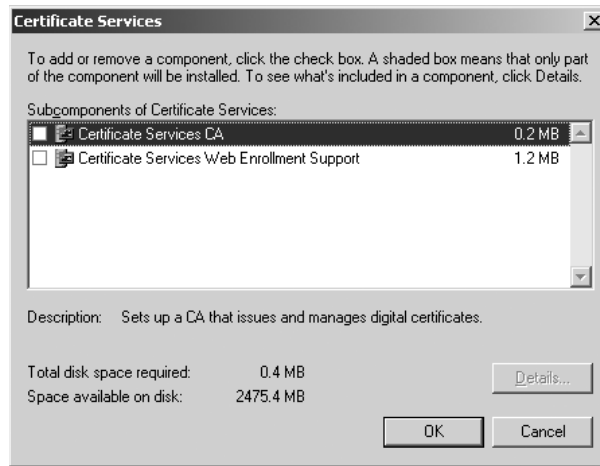 Certificate Services
To add or remove a component, click the check box. A shaded box means that only part
of the component will be installed. To see what's included in a component, click Details.
Subcomponents of Certificate Services:
Certificate Services CA 0.2 MB
Certificate Services Web Enrollment Support 1.2 MB
Description: Sets up a CA that issues and manages digital certificates.
Total disk space required: 0.4 MB
Space available on disk: 2475.4 MB
Details...
OK Cancel